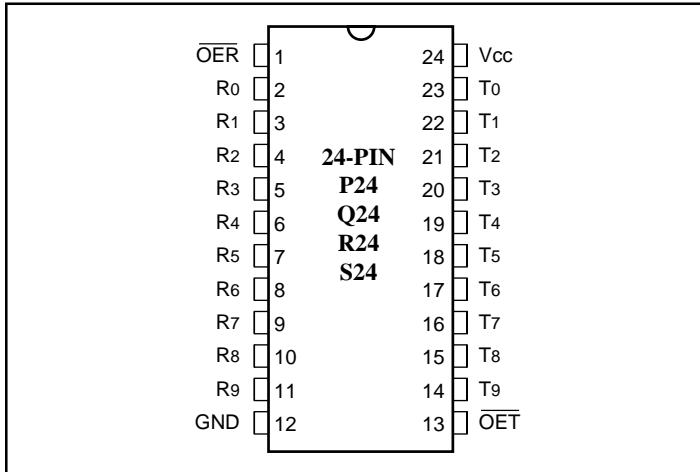 O̅E̅R̅ 1 24 Vcc
R0 2 23 T0
R1 3 22 T1
R2 4 24-PIN 21 T2
R3 5 P24 20 T3
R4 6 Q24 19 T4
R5 7 R24 18 T5
R6 8 S24 17 T6
R7 9 16 T7
R8 10 15 T8
R9 11 14 T9
GND 12 13 O̅E̅T̅